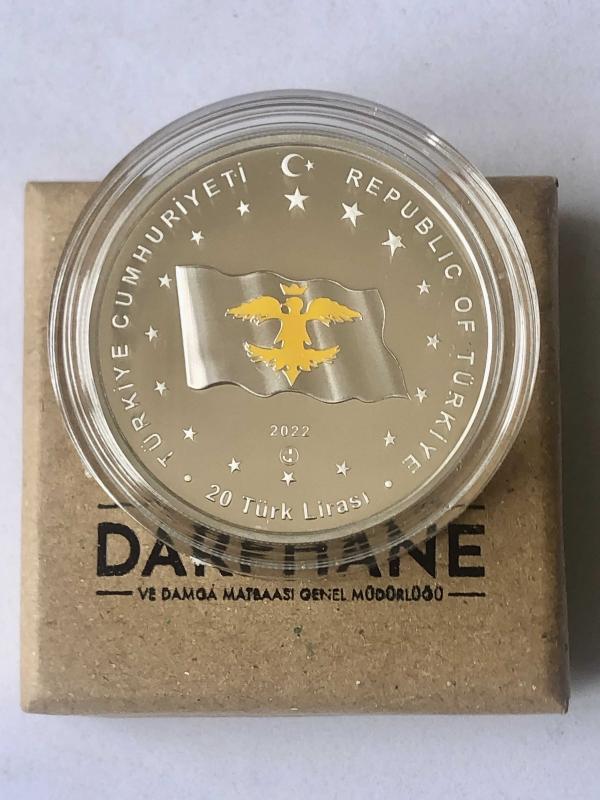 TÜRKİYE CUMHURİYETİ
REPUBLIC OF TÜRKİYE
2022
• 20 Türk Lirası •
DARPHANE
VE DAMGA MATBAASI GENEL MÜDÜRLÜĞÜ